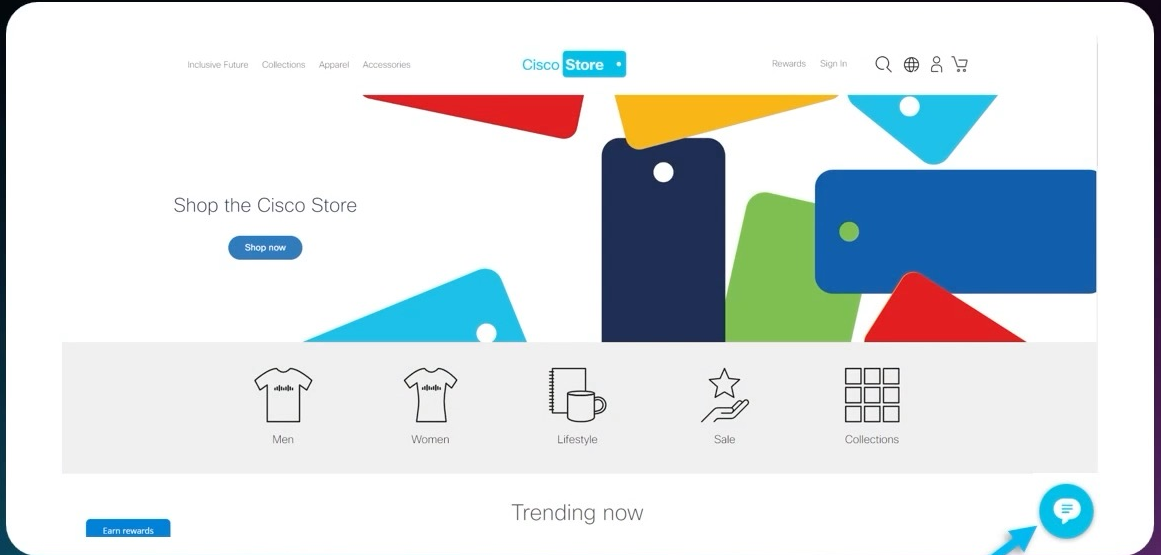 Inclusive Future Collections Apparel Accessories Cisco Store Rewards Sign In
Shop the Cisco Store
Shop now
Men Women Lifestyle Sale Collections
Trending now
Earn rewards